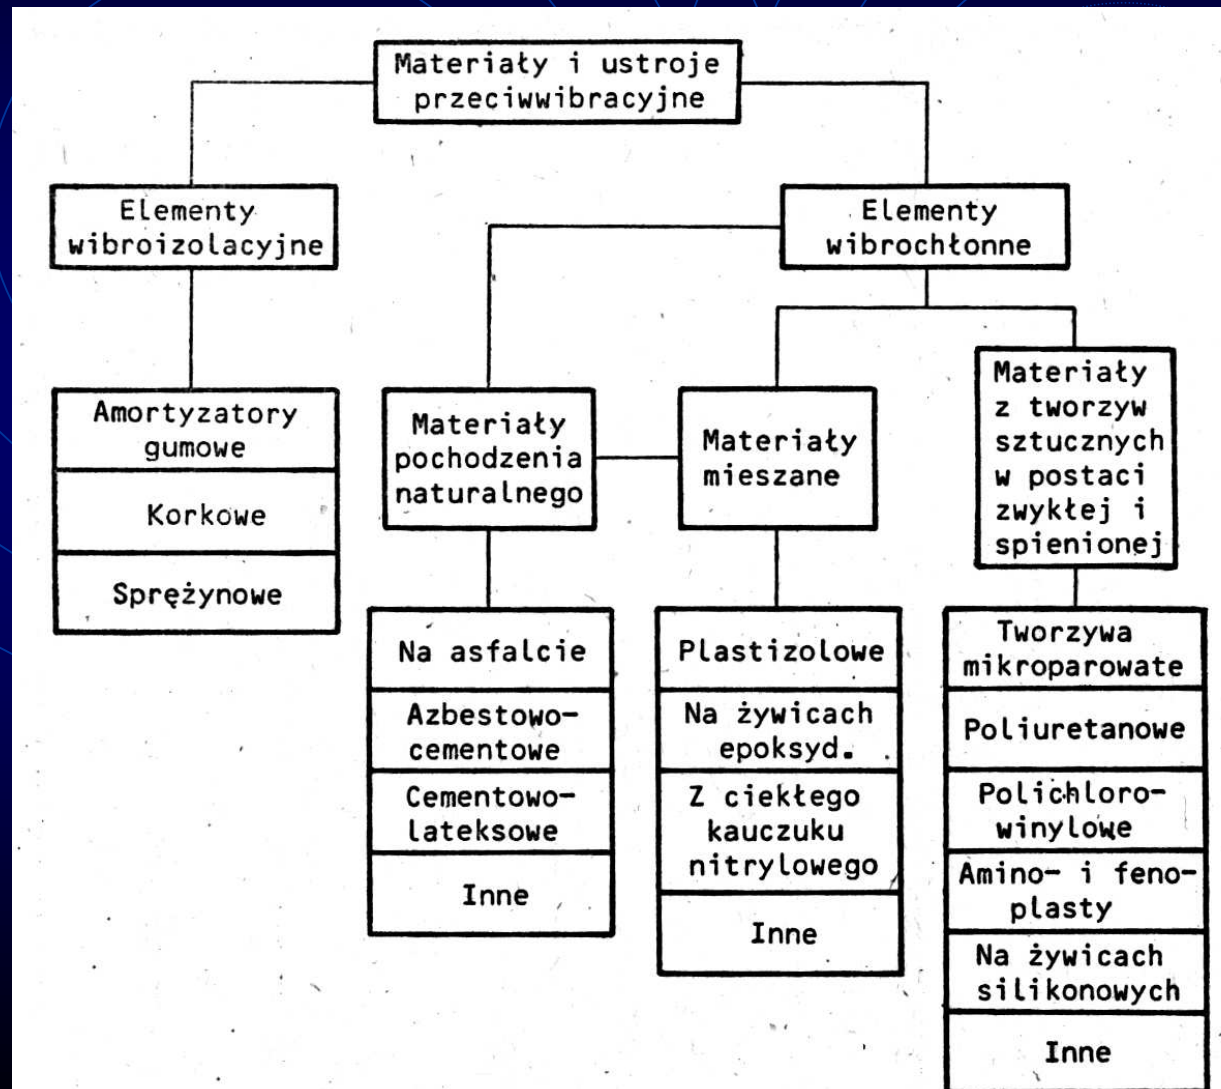 Materiały i ustroje
przeciwwibracyjne
Elementy
wibroizolacyjne
Elementy
wibrochłonne
Amortyzatory
gumowe
Korkowe
Sprężynowe
Materiały
pochodzenia
naturalnego
Materiały
mieszane
Materiały
z tworzyw
sztucznych
w postaci
zwykłej i
spienionej
Na asfalcie
Azbestowo-
cementowe
Cementowo-
lateksowe
Inne
Plastizolowe
Na żywicach
epoksyd.
Z ciekłego
kauczuku
nitrylowego
Inne
Tworzywa
mikroparowate
Poliuretanowe
Polichloro-
winylowe
Amino- i feno-
plasty
Na żywicach
silikonowych
Inne